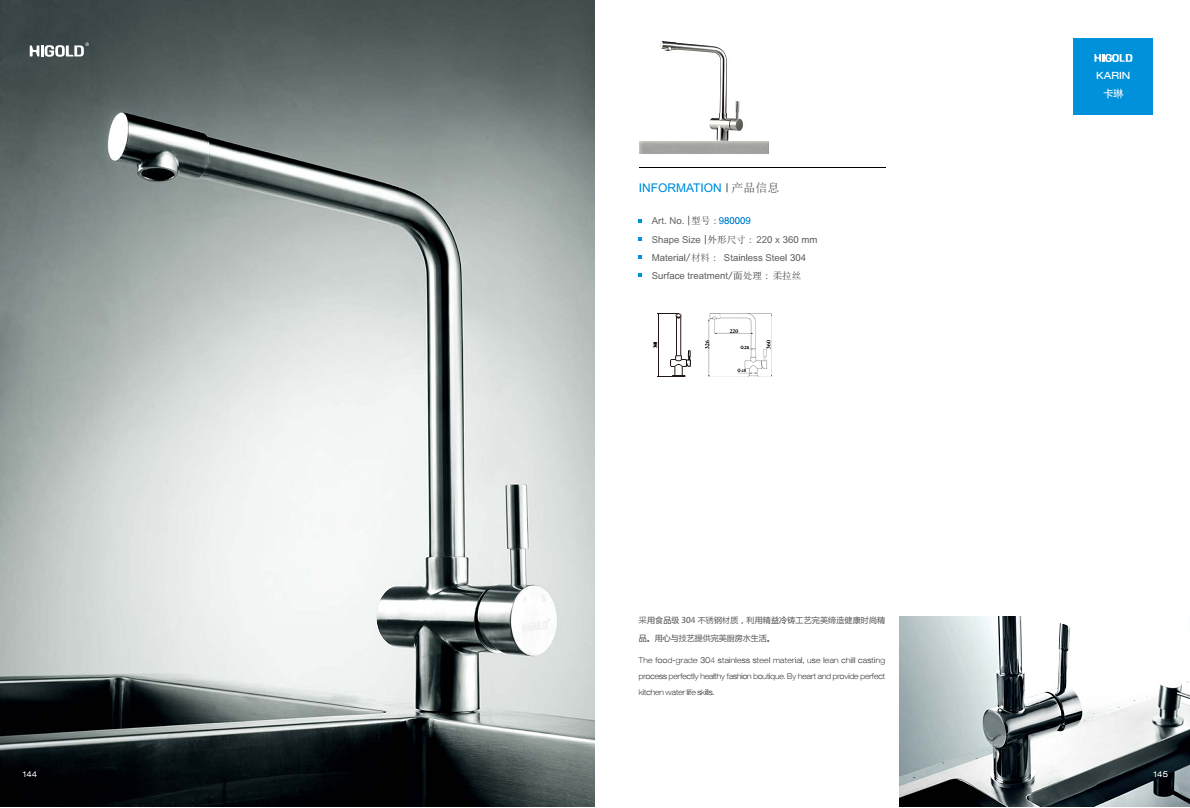 HIGOLD®
144
HIGOLD
KARIN
卡琳
INFORMATION | 产品信息
Art. No. |型号 : 980009
Shape Size |外形尺寸 : 220 x 360 mm
Material/材料 : Stainless Steel 304
Surface treatment/面处理 : 柔拉丝
220
326
360
采用食品级 304 不锈钢材质，利用精益冷铸工艺完美缔造健康时尚精
品。用心与技艺提供完美厨房水生活。
The food-grade 304 stainless steel material, use lean chill casting
process perfectly healthy fashion boutique. By heart and provide perfect
kitchen water life skills.
145